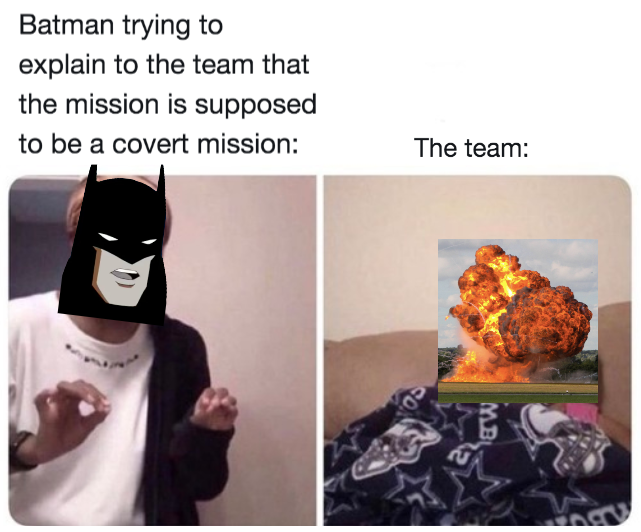 Batman trying to
explain to the team that
the mission is supposed
to be a covert mission:
The team: